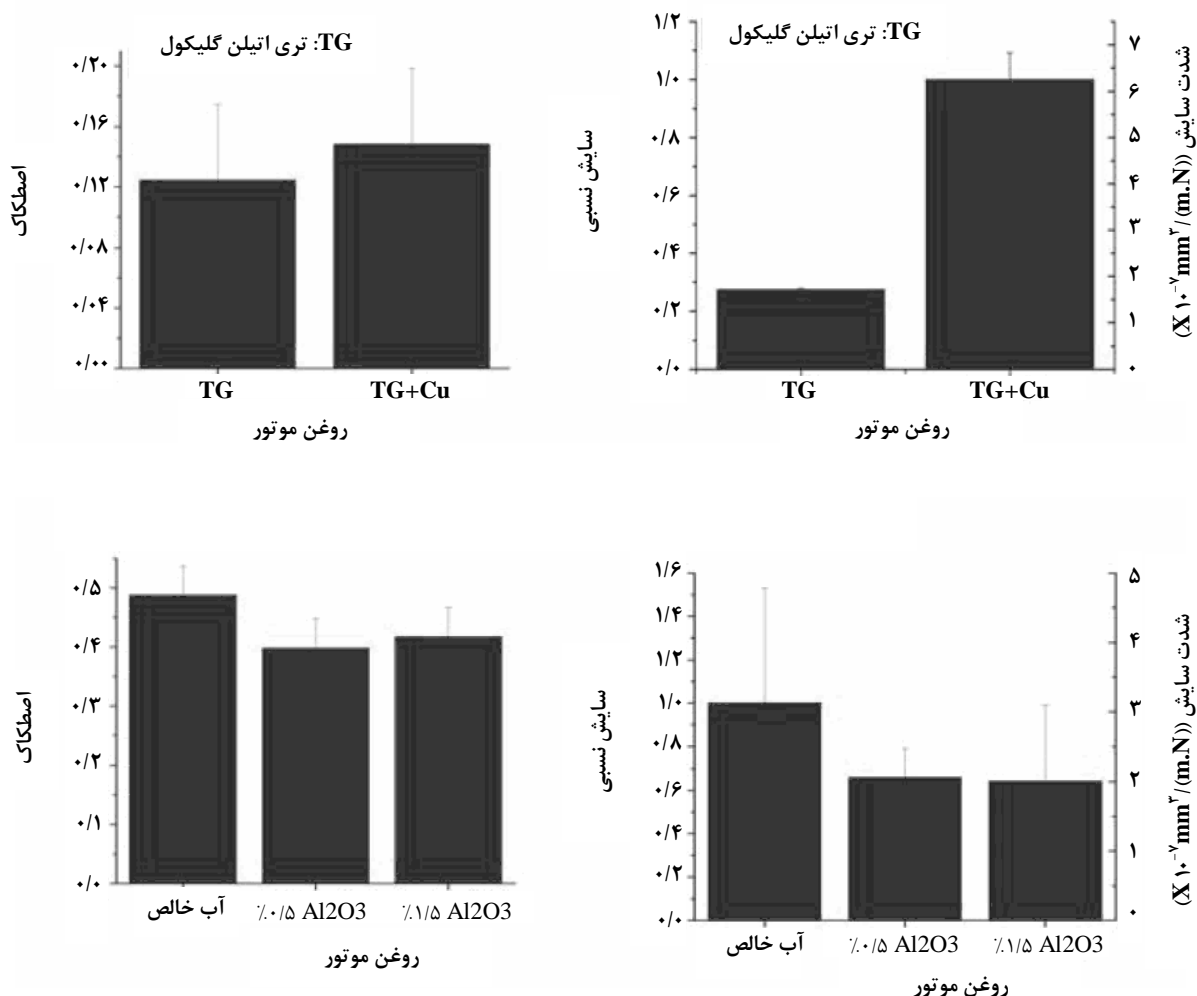 TG: تری اتیلن گلیکول
۰/۲۰
۰/۱۶
۰/۱۲
۰/۰۸
۰/۰۴
۰/۰۰
اصطکاک
TG
TG+Cu
روغن موتور
TG: تری اتیلن گلیکول
۱/۲
۱/۰
۰/۸
۰/۶
۰/۴
۰/۲
۰/۰
سایش نسبی
۷
۶
۵
۴
۳
۲
۱
۰
شدت سایش ((X ۱۰⁻⁷mm³/(m.N)
TG
TG+Cu
روغن موتور
۰/۵
۰/۴
۰/۳
۰/۲
۰/۱
۰/۰
اصطکاک
آب خالص
٪۰/۵ Al2O3
٪۱/۵ Al2O3
روغن موتور
۱/۶
۱/۴
۱/۲
۱/۰
۰/۸
۰/۶
۰/۴
۰/۲
۰/۰
سایش نسبی
۵
۴
۳
۲
۱
۰
شدت سایش ((X ۱۰⁻⁷mm³/(m.N)
آب خالص
٪۰/۵ Al2O3
٪۱/۵ Al2O3
روغن موتور